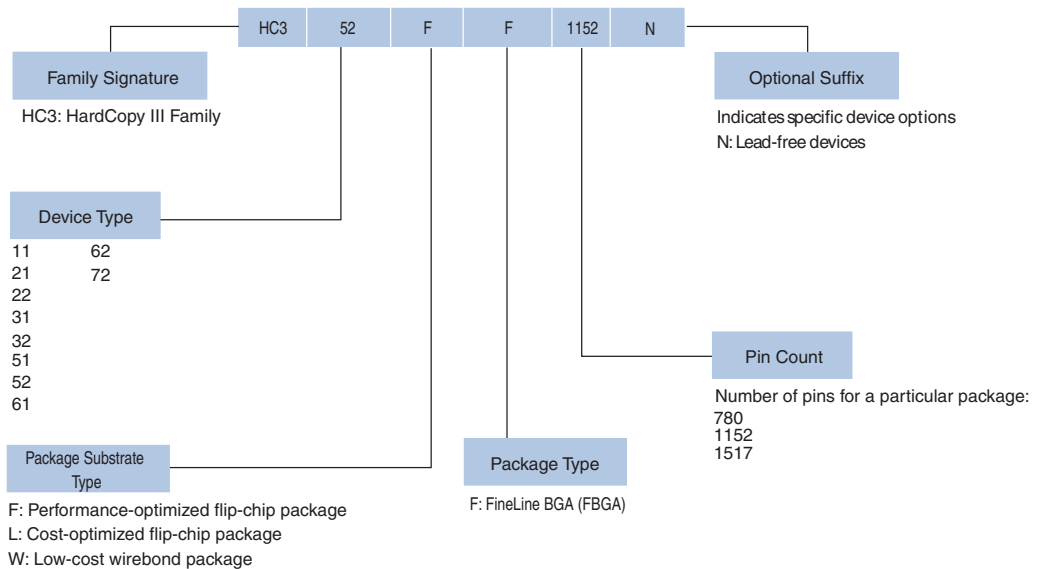 HC3 52 F F 1152 N
Family Signature
HC3: HardCopy III Family
Optional Suffix
Indicates specific device options
N: Lead-free devices
Device Type
11 62
21 72
22
31
32
51
52
61
Pin Count
Number of pins for a particular package:
780
1152
1517
Package Substrate
Type
F: Performance-optimized flip-chip package
L: Cost-optimized flip-chip package
W: Low-cost wirebond package
Package Type
F: FineLine BGA (FBGA)